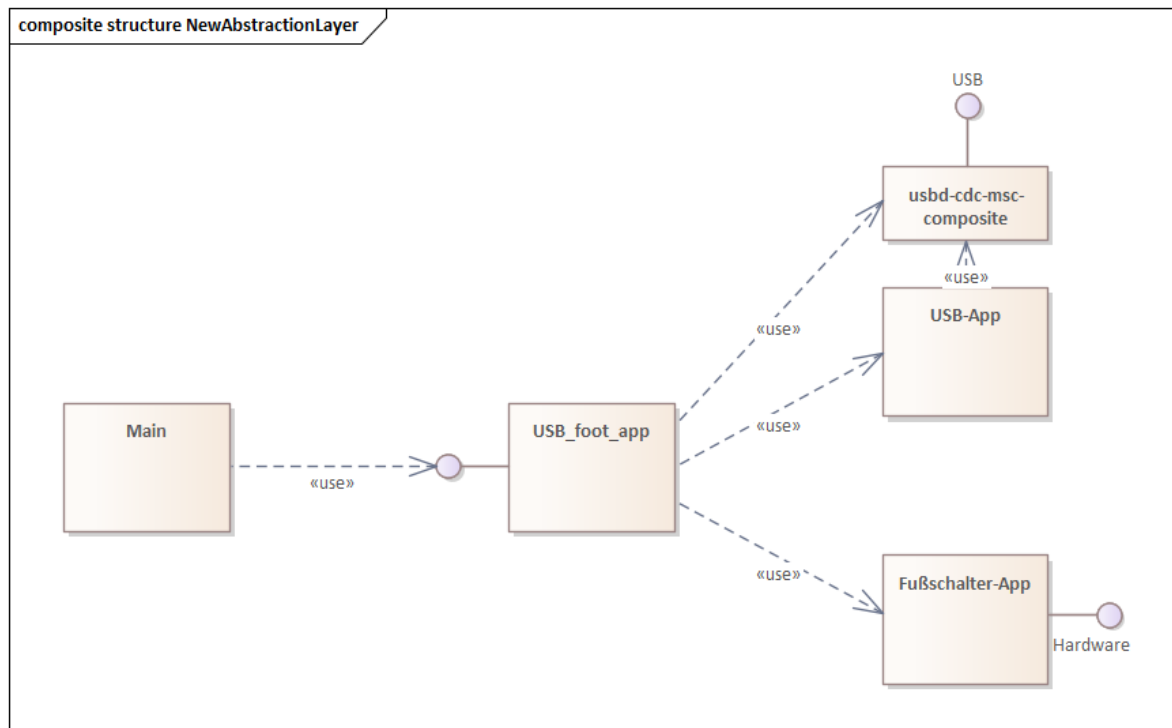 composite structure NewAbstractionLayer
USB
usbd-cdc-msc-
composite
«use»
USB-App
«use»
«use»
Main
«use»
USB_foot_app
«use»
Fußschalter-App
Hardware